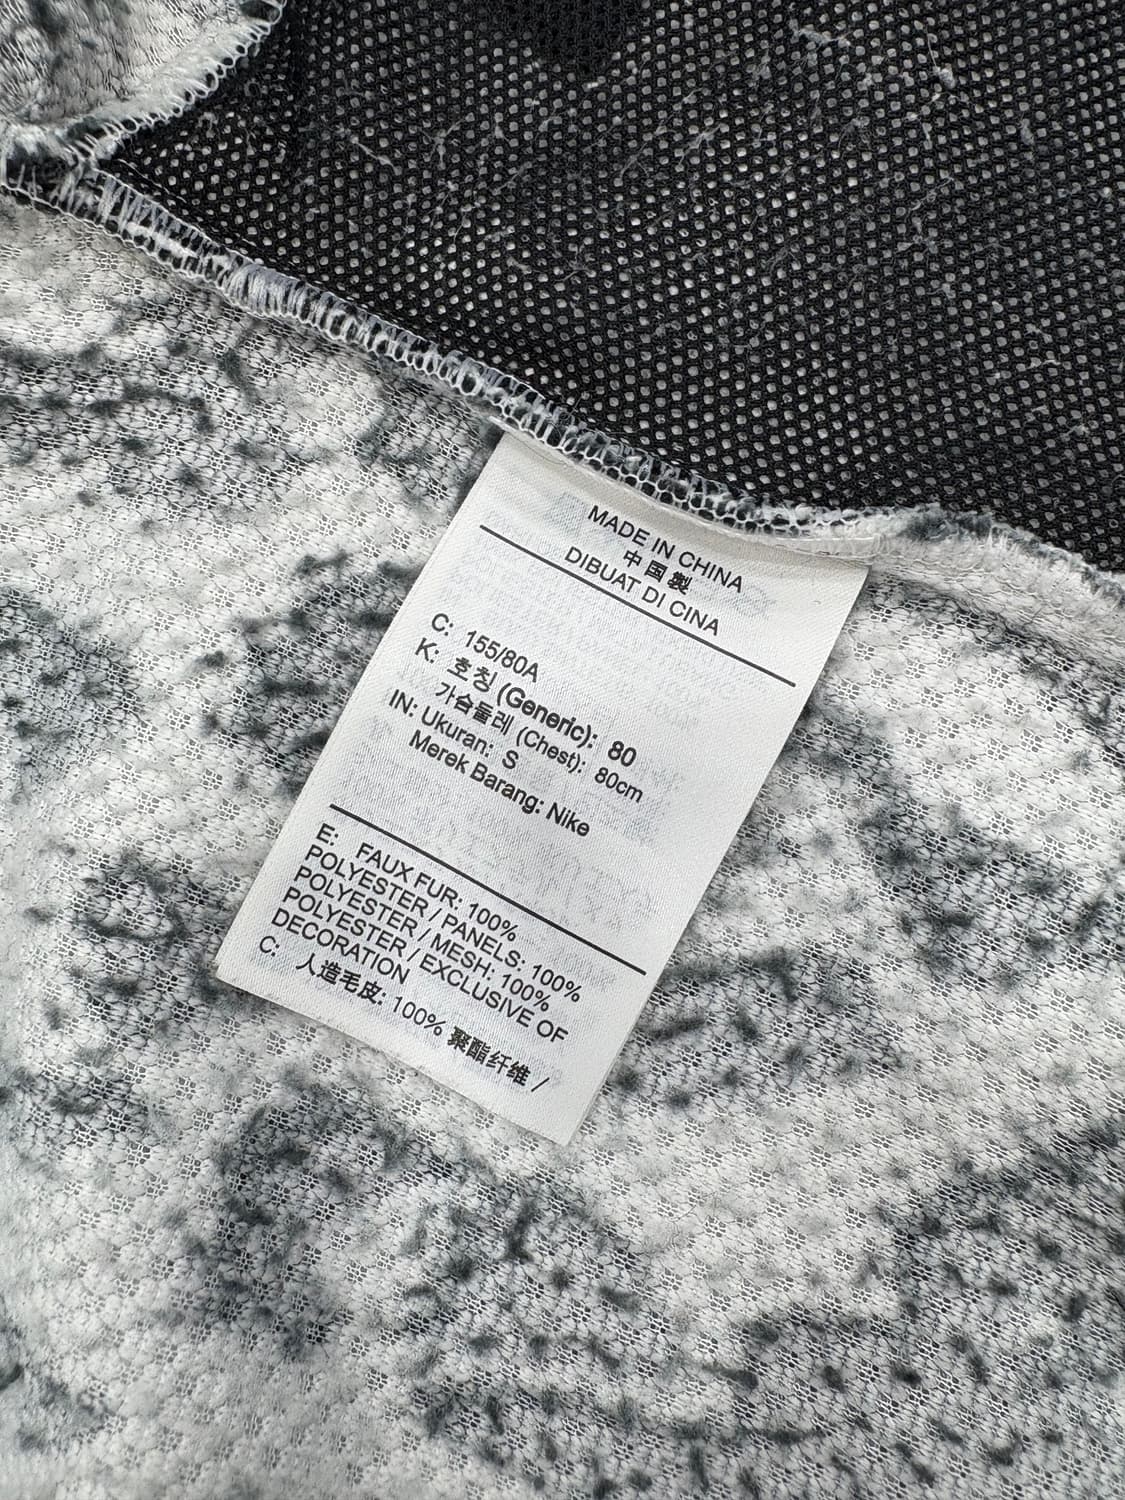 MADE IN CHINA
中国製
DIBUAT DI CINA
C: 155/80A
K: 호칭 (Generic): 80
가슴둘레 (Chest): 80cm
IN: Ukuran: S
Merek Barang: Nike
E: FAUX FUR: 100%
POLYESTER / PANELS: 100%
POLYESTER / MESH: 100%
POLYESTER / EXCLUSIVE OF
DECORATION
C: 人造毛皮: 100% 聚酯纤维 /